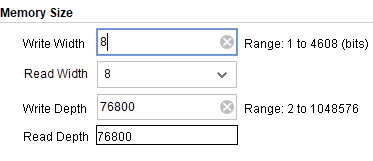 Memory Size
Write Width 8 Range: 1 to 4608 (bits)
Read Width 8
Write Depth 76800 Range: 2 to 1048576
Read Depth 76800